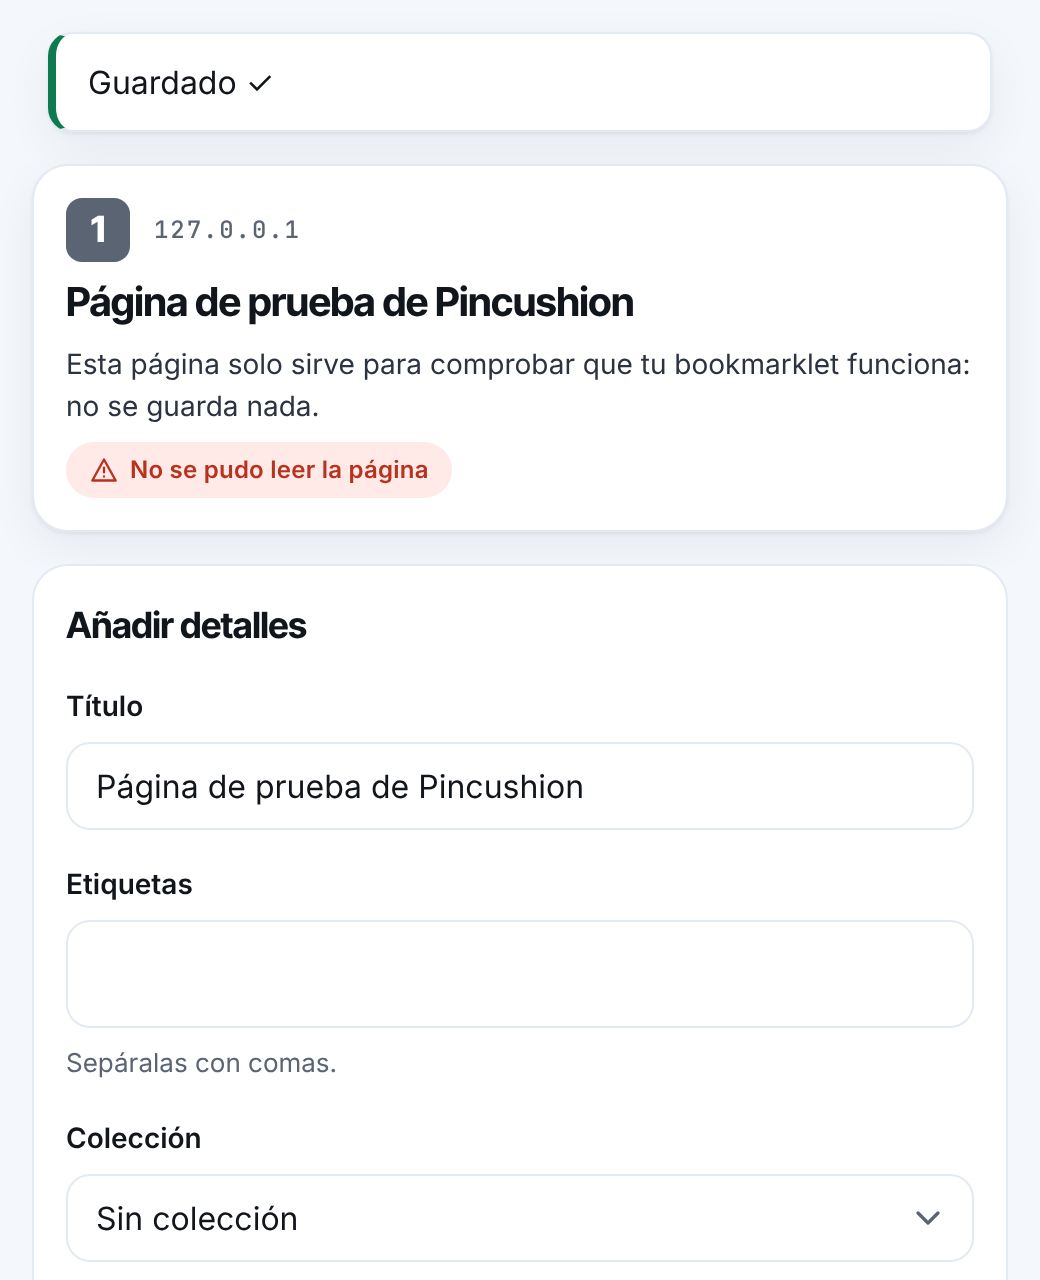 Guardado ✓
1
127.0.0.1
Página de prueba de Pincushion
Esta página solo sirve para comprobar que tu bookmarklet funciona:
no se guarda nada.
No se pudo leer la página
Añadir detalles
Título
Página de prueba de Pincushion
Etiquetas
Sepáralas con comas.
Colección
Sin colección